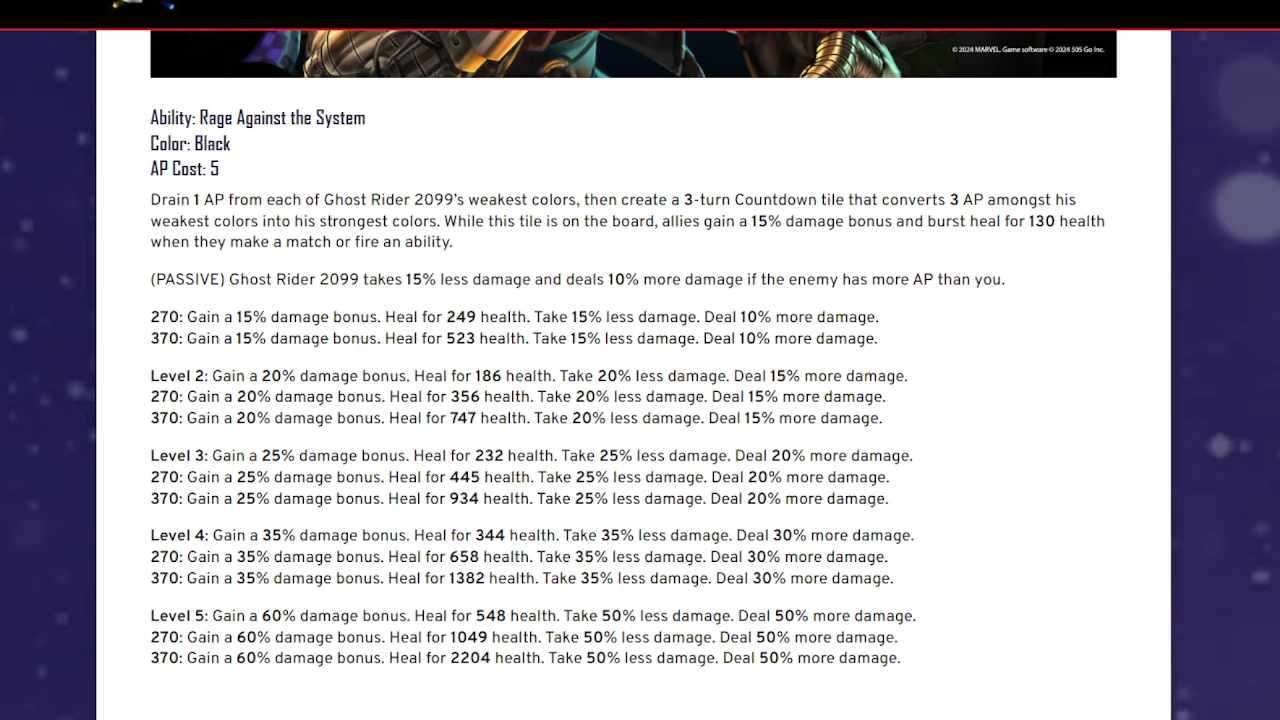 © 2024 MARVEL. Game software © 2024 505 Go Inc.
Ability: Rage Against the System
Color: Black
AP Cost: 5
Drain 1 AP from each of Ghost Rider 2099's weakest colors, then create a 3-turn Countdown tile that converts 3 AP amongst his
weakest colors into his strongest colors. While this tile is on the board, allies gain a 15% damage bonus and burst heal for 130 health
when they make a match or fire an ability.
(PASSIVE) Ghost Rider 2099 takes 15% less damage and deals 10% more damage if the enemy has more AP than you.
270: Gain a 15% damage bonus. Heal for 249 health. Take 15% less damage. Deal 10% more damage.
370: Gain a 15% damage bonus. Heal for 523 health. Take 15% less damage. Deal 10% more damage.
Level 2: Gain a 20% damage bonus. Heal for 186 health. Take 20% less damage. Deal 15% more damage.
270: Gain a 20% damage bonus. Heal for 356 health. Take 20% less damage. Deal 15% more damage.
370: Gain a 20% damage bonus. Heal for 747 health. Take 20% less damage. Deal 15% more damage.
Level 3: Gain a 25% damage bonus. Heal for 232 health. Take 25% less damage. Deal 20% more damage.
270: Gain a 25% damage bonus. Heal for 445 health. Take 25% less damage. Deal 20% more damage.
370: Gain a 25% damage bonus. Heal for 934 health. Take 25% less damage. Deal 20% more damage.
Level 4: Gain a 35% damage bonus. Heal for 344 health. Take 35% less damage. Deal 30% more damage.
270: Gain a 35% damage bonus. Heal for 658 health. Take 35% less damage. Deal 30% more damage.
370: Gain a 35% damage bonus. Heal for 1382 health. Take 35% less damage. Deal 30% more damage.
Level 5: Gain a 60% damage bonus. Heal for 548 health. Take 50% less damage. Deal 50% more damage.
270: Gain a 60% damage bonus. Heal for 1049 health. Take 50% less damage. Deal 50% more damage.
370: Gain a 60% damage bonus. Heal for 2204 health. Take 50% less damage. Deal 50% more damage.